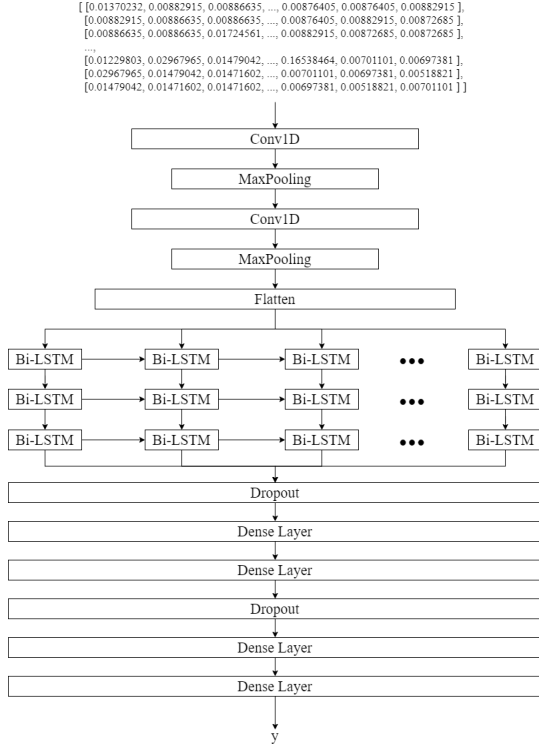 [ [0.01370232, 0.00882915, 0.00886635, ..., 0.00876405, 0.00876405, 0.00882915 ],
[0.00882915, 0.00886635, 0.00886635, ..., 0.00876405, 0.00882915, 0.00872685 ],
[0.00886635, 0.00886635, 0.01724561, ..., 0.00882915, 0.00872685, 0.00872685 ],
...,
[0.01229803, 0.02967965, 0.01479042, ..., 0.16538464, 0.00701101, 0.00697381 ],
[0.02967965, 0.01479042, 0.01471602, ..., 0.00701101, 0.00697381, 0.00518821 ],
[0.01479042, 0.01471602, 0.01471602, ..., 0.00697381, 0.00518821, 0.00701101 ] ]
Conv1D
MaxPooling
Conv1D
MaxPooling
Flatten
Bi-LSTM Bi-LSTM Bi-LSTM ••• Bi-LSTM
Bi-LSTM Bi-LSTM Bi-LSTM ••• Bi-LSTM
Bi-LSTM Bi-LSTM Bi-LSTM ••• Bi-LSTM
Dropout
Dense Layer
Dense Layer
Dropout
Dense Layer
Dense Layer
y